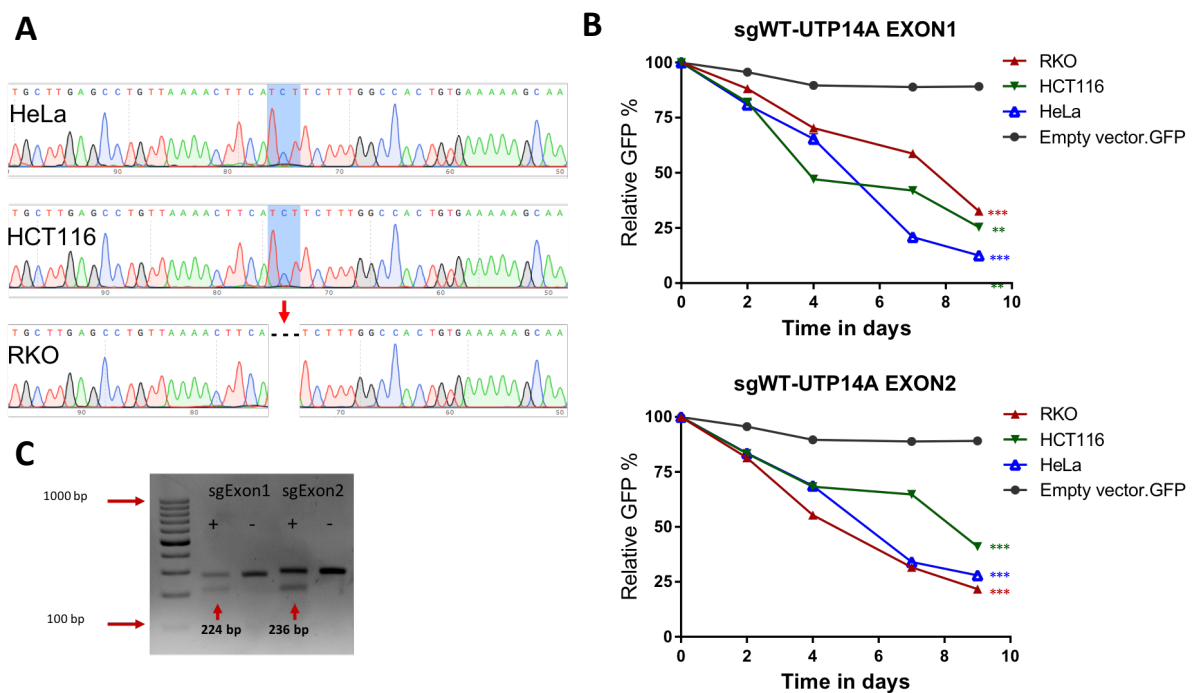 A
T G C T T G A G C C T G T T A A A A C T T C A T C T T C T T T G G C C A C T G T G A A A A A G C A A
HeLa
90 80 70 60 50
T G C T T G A G C C T G T T A A A A C T T C A T C T T C T T T G G C C A C T G T G A A A A A G C A A
HCT116
90 80 70 60 50
T G C T T G A G C C T G T T A A A A C T T C A - - - T C T T T G G C C A C T G T G A A A A A G C A A
RKO
90 80 70 60 50
B
sgWT-UTP14A EXON1
Relative GFP %
100
75
50
25
0
0 2 4 6 8 10
Time in days
RKO
HCT116
HeLa
Empty vector.GFP
***
**
***
**
sgWT-UTP14A EXON2
Relative GFP %
100
75
50
25
0
0 2 4 6 8 10
Time in days
RKO
HCT116
HeLa
Empty vector.GFP
***
***
***
C
1000 bp
100 bp
sgExon1 sgExon2
+ - + -
224 bp 236 bp